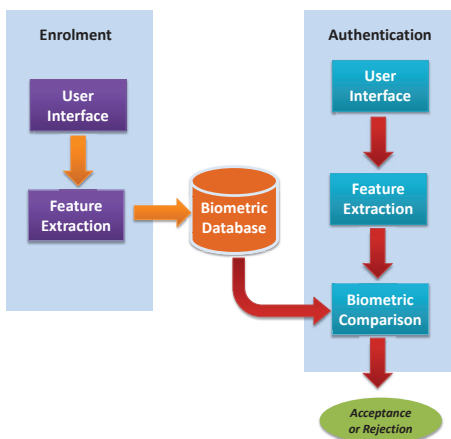 Enrolment
User
Interface
Feature
Extraction
Biometric
Database
Authentication
User
Interface
Feature
Extraction
Biometric
Comparison
Acceptance
or Rejection